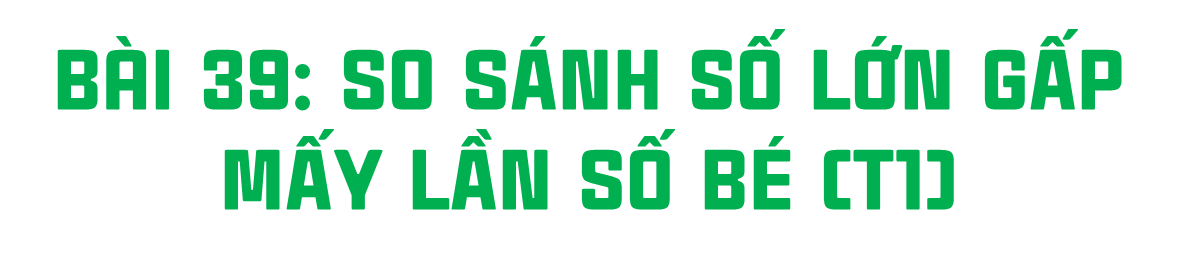 BÀI 39: SO SÁNH SỐ LỚN GẤP
MẤY LẦN SỐ BÉ (T1)